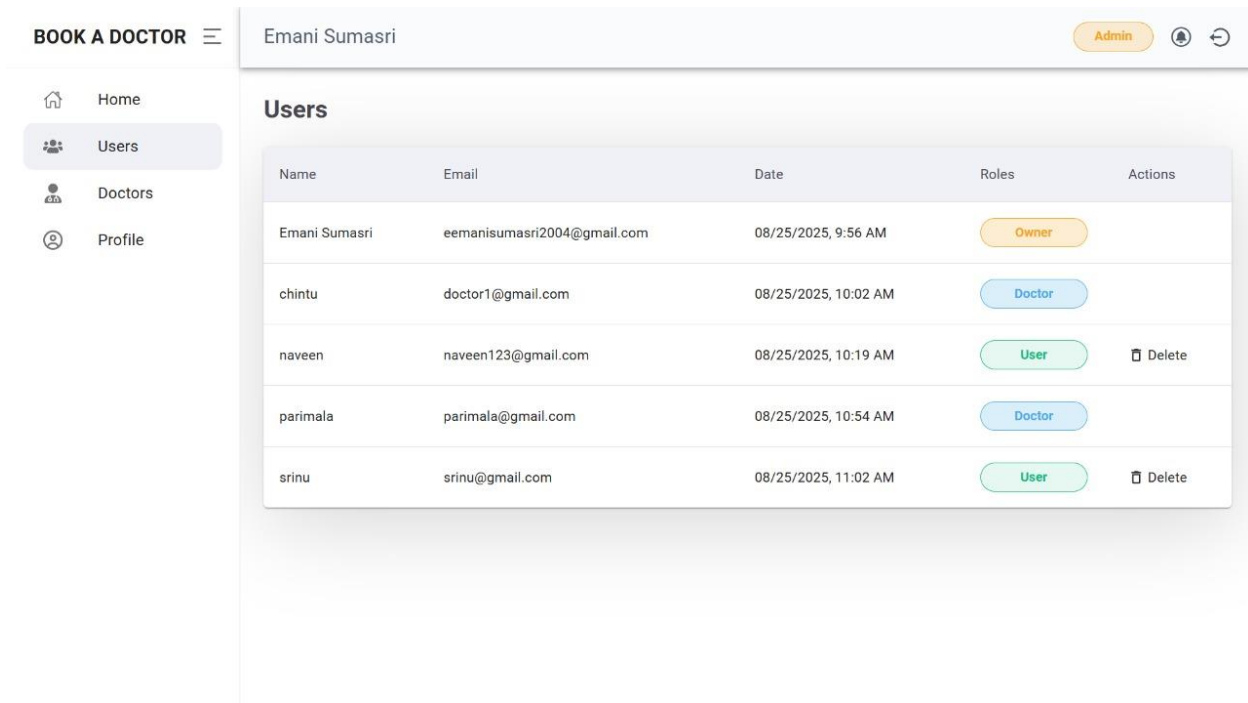 BOOK A DOCTOR
Emani Sumasri
Admin
Home
Users
Doctors
Profile
Users
Name Email Date Roles Actions
Emani Sumasri eemanisumasri2004@gmail.com 08/25/2025, 9:56 AM Owner
chintu doctor1@gmail.com 08/25/2025, 10:02 AM Doctor
naveen naveen123@gmail.com 08/25/2025, 10:19 AM User Delete
parimala parimala@gmail.com 08/25/2025, 10:54 AM Doctor
srinu srinu@gmail.com 08/25/2025, 11:02 AM User Delete